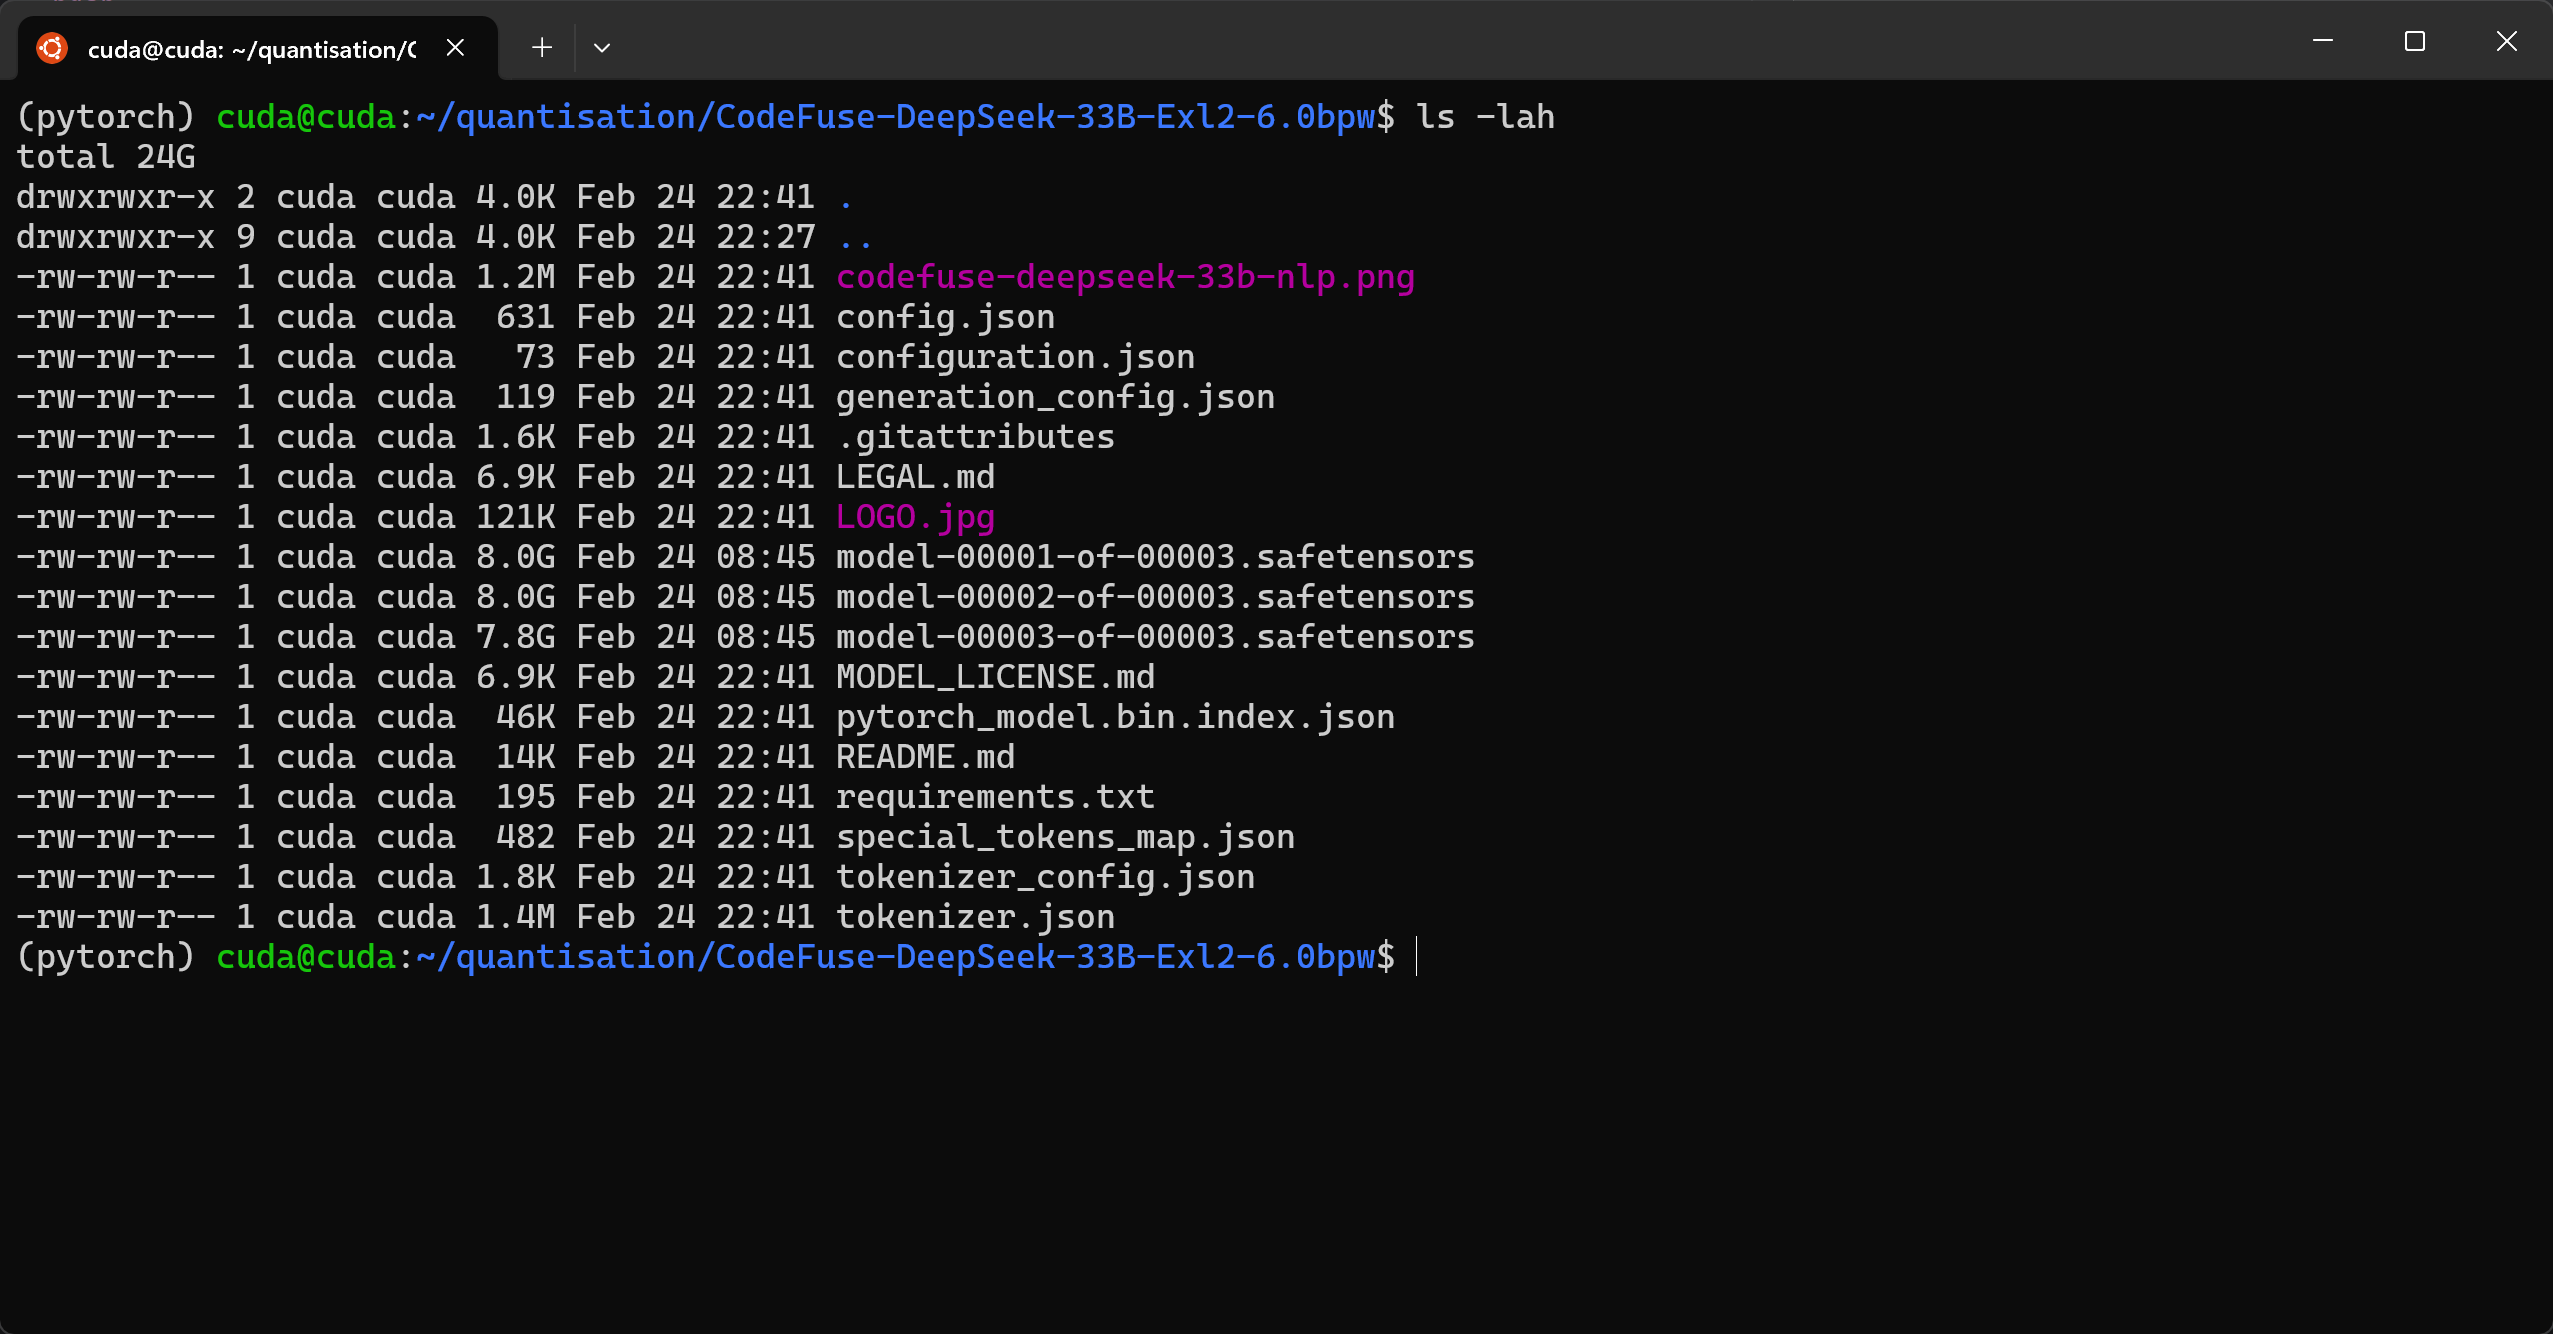 cuda@cuda: ~/quantisation/C
(pytorch) cuda@cuda:~/quantisation/CodeFuse-DeepSeek-33B-Exl2-6.0bpw$ ls -lah
total 24G
drwxrwxr-x 2 cuda cuda 4.0K Feb 24 22:41 .
drwxrwxr-x 9 cuda cuda 4.0K Feb 24 22:27 ..
-rw-rw-r-- 1 cuda cuda 1.2M Feb 24 22:41 codefuse-deepseek-33b-nlp.png
-rw-rw-r-- 1 cuda cuda  631 Feb 24 22:41 config.json
-rw-rw-r-- 1 cuda cuda   73 Feb 24 22:41 configuration.json
-rw-rw-r-- 1 cuda cuda  119 Feb 24 22:41 generation_config.json
-rw-rw-r-- 1 cuda cuda 1.6K Feb 24 22:41 .gitattributes
-rw-rw-r-- 1 cuda cuda 6.9K Feb 24 22:41 LEGAL.md
-rw-rw-r-- 1 cuda cuda 121K Feb 24 22:41 LOGO.jpg
-rw-rw-r-- 1 cuda cuda 8.0G Feb 24 08:45 model-00001-of-00003.safetensors
-rw-rw-r-- 1 cuda cuda 8.0G Feb 24 08:45 model-00002-of-00003.safetensors
-rw-rw-r-- 1 cuda cuda 7.8G Feb 24 08:45 model-00003-of-00003.safetensors
-rw-rw-r-- 1 cuda cuda 6.9K Feb 24 22:41 MODEL_LICENSE.md
-rw-rw-r-- 1 cuda cuda  46K Feb 24 22:41 pytorch_model.bin.index.json
-rw-rw-r-- 1 cuda cuda  14K Feb 24 22:41 README.md
-rw-rw-r-- 1 cuda cuda  195 Feb 24 22:41 requirements.txt
-rw-rw-r-- 1 cuda cuda  482 Feb 24 22:41 special_tokens_map.json
-rw-rw-r-- 1 cuda cuda 1.8K Feb 24 22:41 tokenizer_config.json
-rw-rw-r-- 1 cuda cuda 1.4M Feb 24 22:41 tokenizer.json
(pytorch) cuda@cuda:~/quantisation/CodeFuse-DeepSeek-33B-Exl2-6.0bpw$